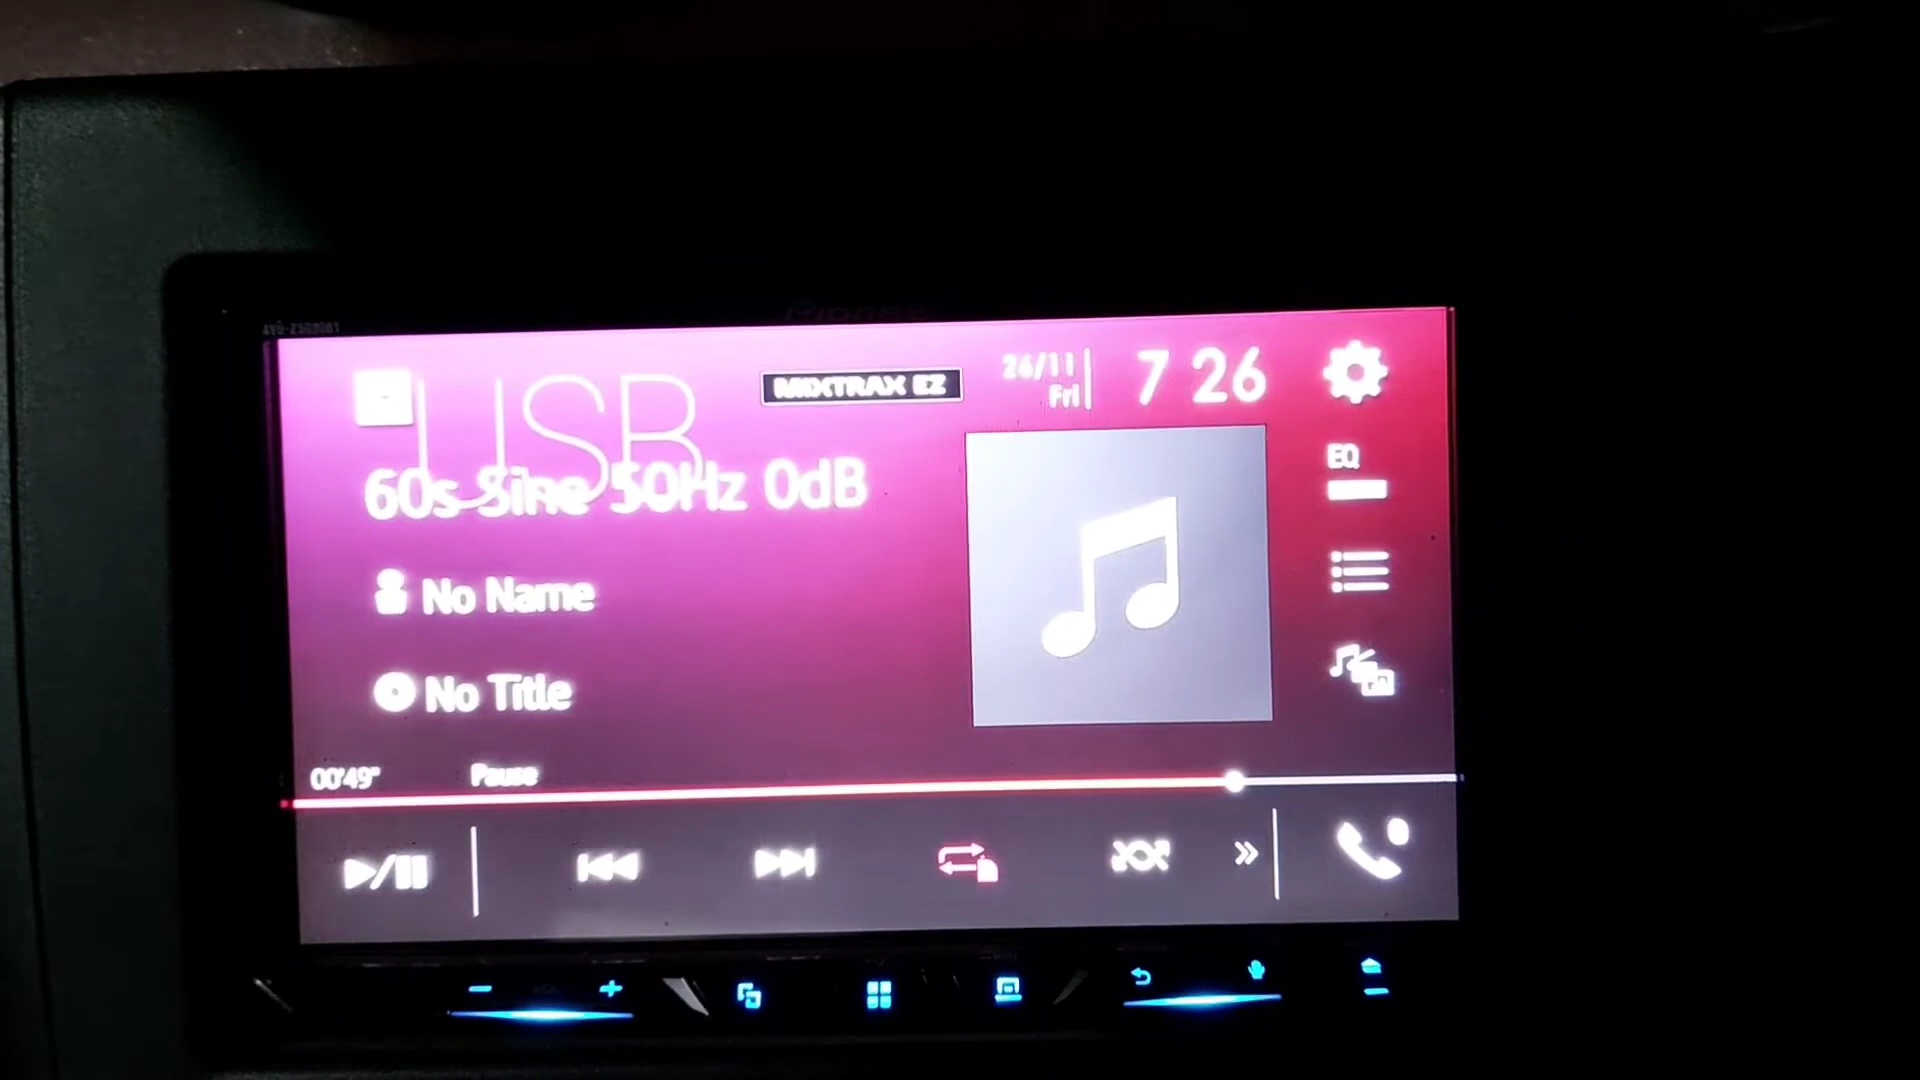 Pioneer
USB
MIXTRAX EZ
26/11
Fri
7 26
EQ
60s Sine 50Hz 0dB
No Name
No Title
00'49"
Pause